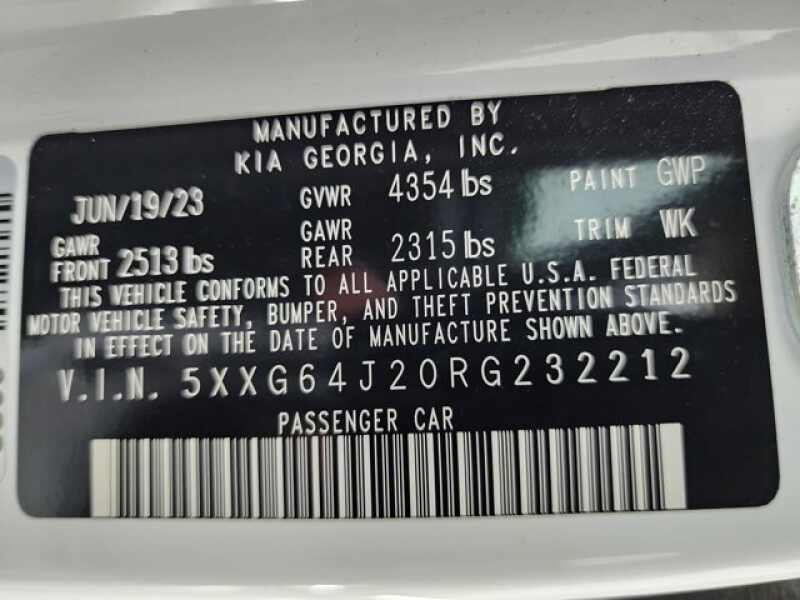 MANUFACTURED BY
KIA GEORGIA, INC.
JUN/19/23 GVWR 4354 lbs PAINT GWP
GAWR FRONT 2513 lbs GAWR REAR 2315 lbs TRIM WK
THIS VEHICLE CONFORMS TO ALL APPLICABLE U.S.A. FEDERAL
MOTOR VEHICLE SAFETY, BUMPER, AND THEFT PREVENTION STANDARDS
IN EFFECT ON THE DATE OF MANUFACTURE SHOWN ABOVE.
V.I.N. 5XXG64J20RG232212
PASSENGER CAR